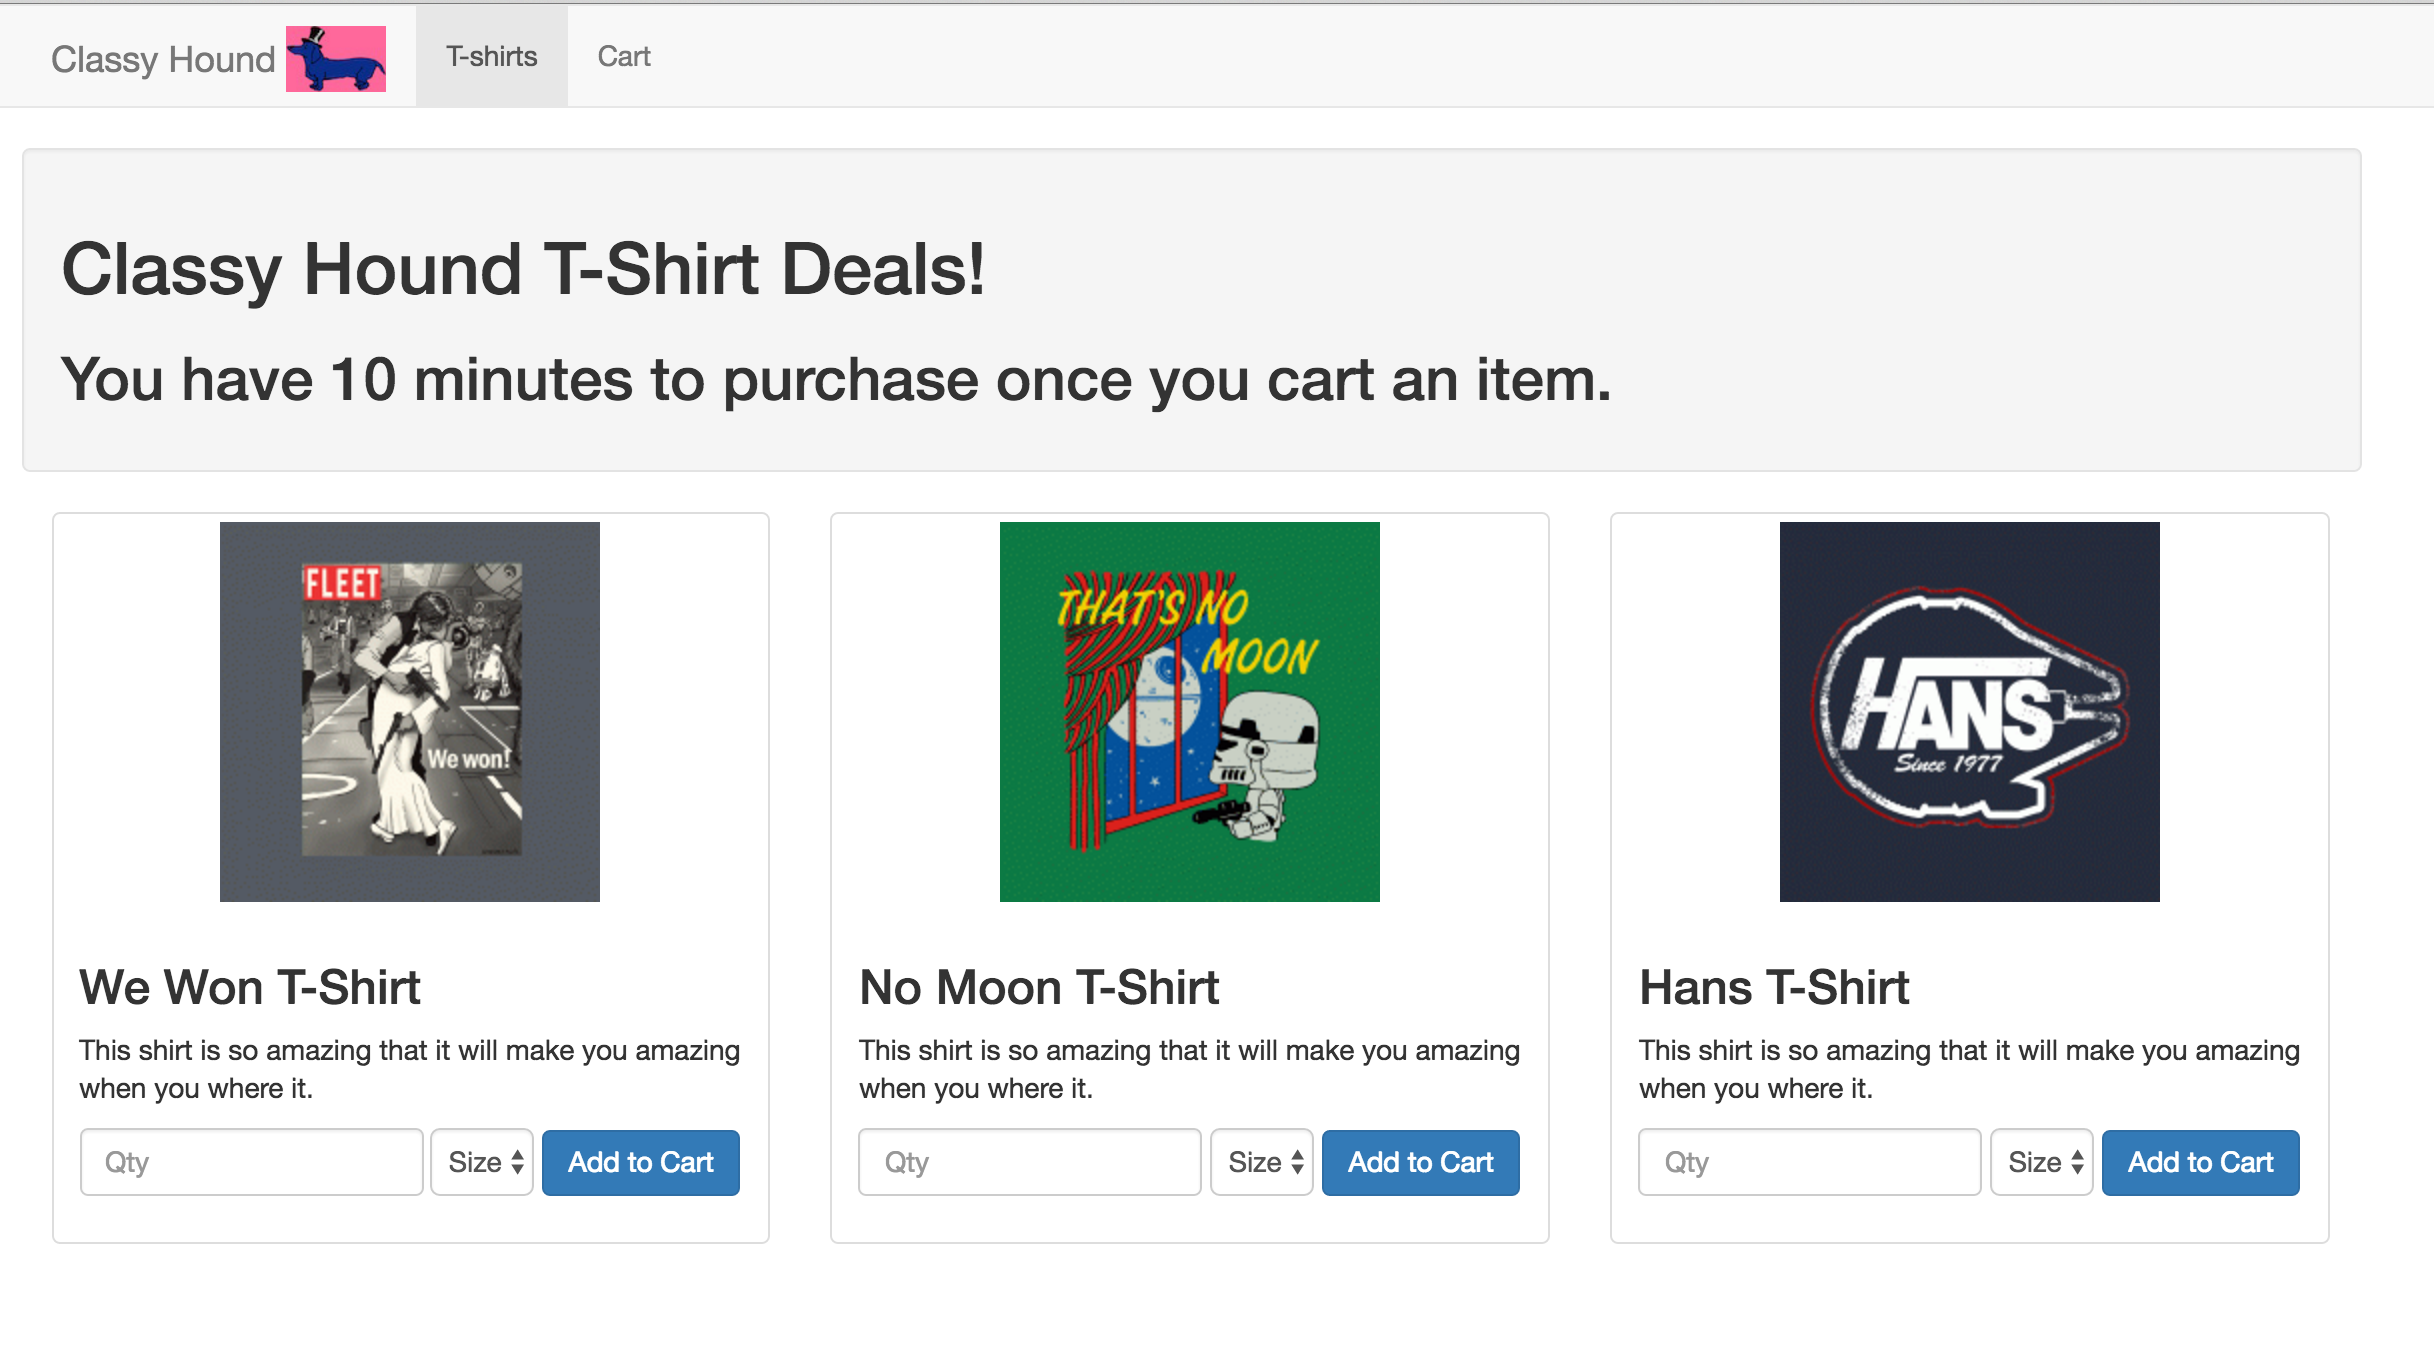 Classy Hound T-shirts Cart
Classy Hound T-Shirt Deals!
You have 10 minutes to purchase once you cart an item.
FLEET
We won!
THAT'S NO
MOON
HANS
Since 1977
We Won T-Shirt
This shirt is so amazing that it will make you amazing
when you where it.
Qty Size Add to Cart
No Moon T-Shirt
This shirt is so amazing that it will make you amazing
when you where it.
Qty Size Add to Cart
Hans T-Shirt
This shirt is so amazing that it will make you amazing
when you where it.
Qty Size Add to Cart